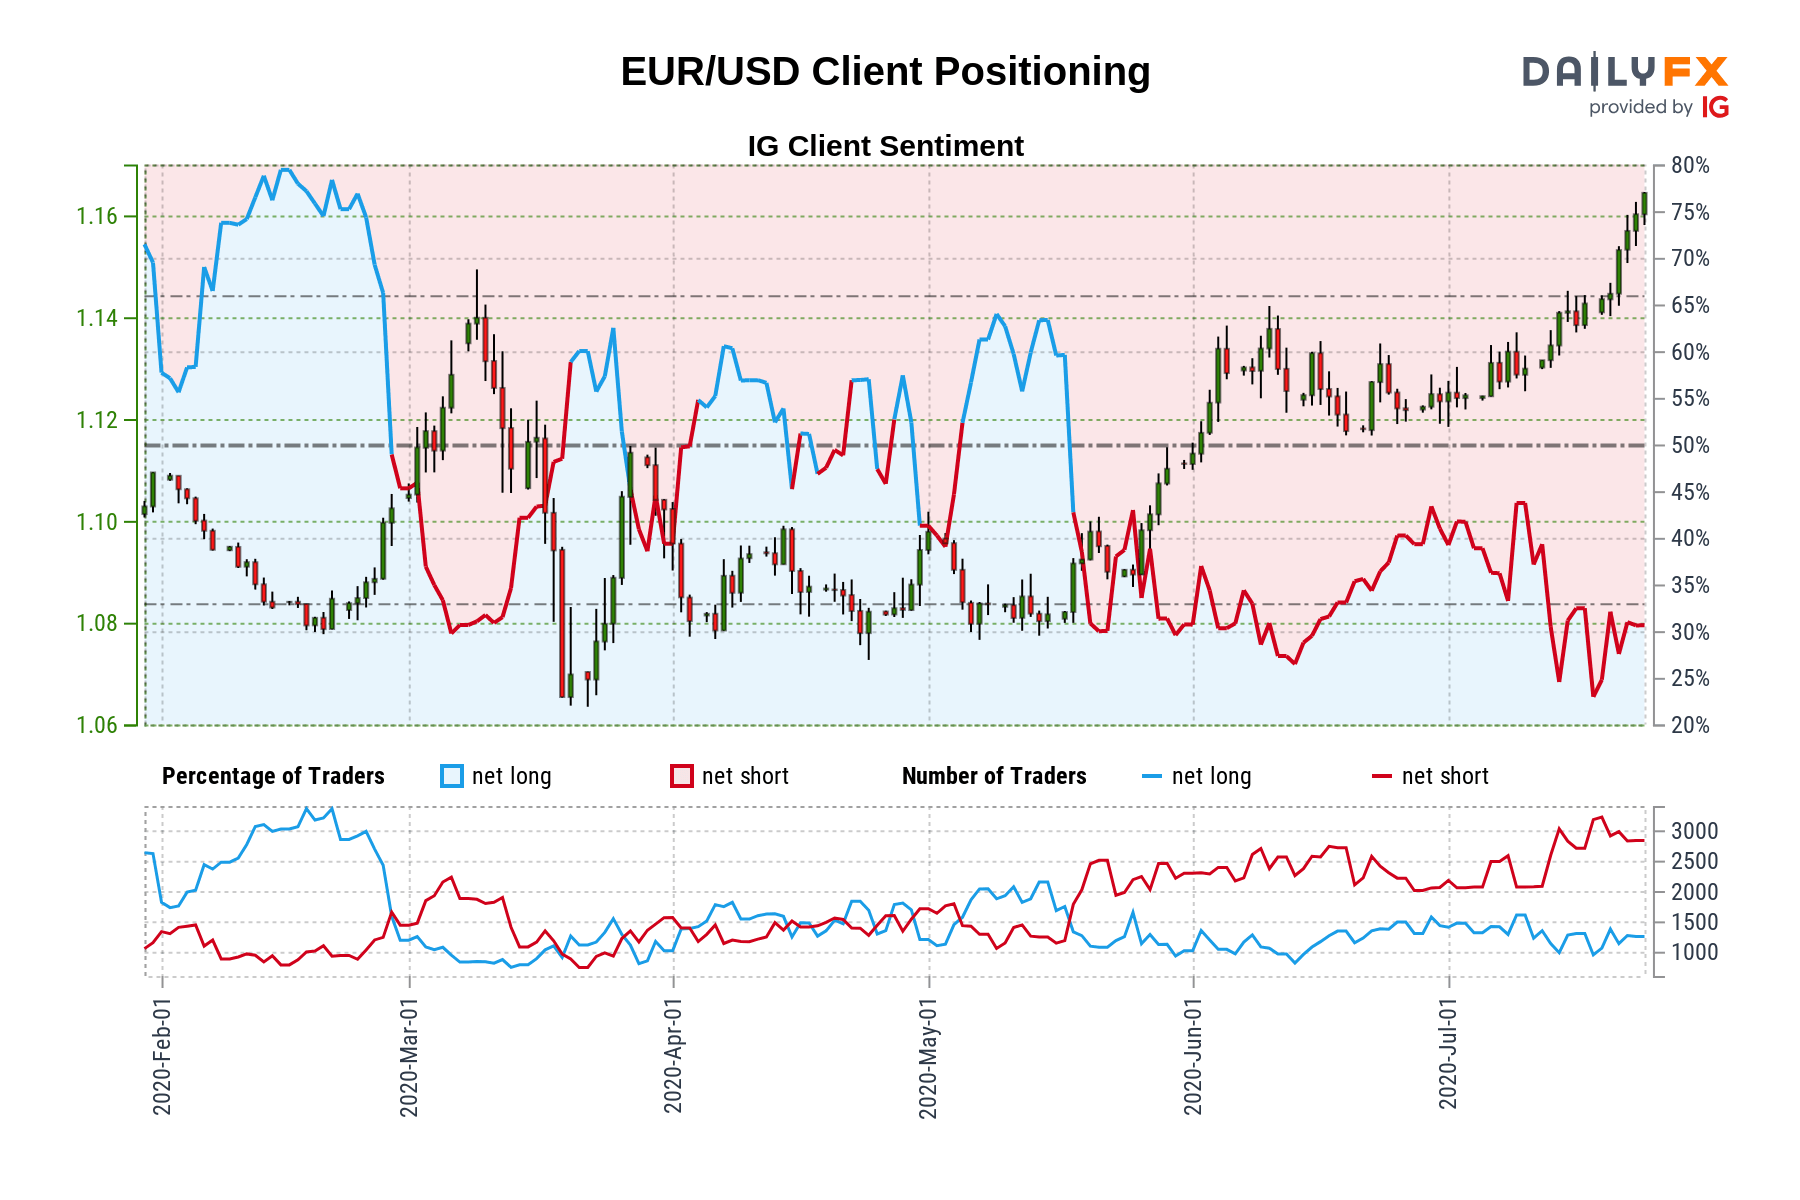 EUR/USD Client Positioning
DAILYFX
provided by IG
IG Client Sentiment
1.16
1.14
1.12
1.10
1.08
1.06
80%
75%
70%
65%
60%
55%
50%
45%
40%
35%
30%
25%
20%
Percentage of Traders net long net short Number of Traders net long net short
3000
2500
2000
1500
1000
2020-Feb-01
2020-Mar-01
2020-Apr-01
2020-May-01
2020-Jun-01
2020-Jul-01